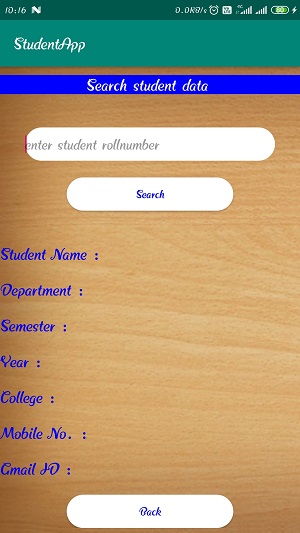 10:16 0.0KB/s
StudentApp
Search student data
enter student rollnumber
Search
Student Name :
Department :
Semester :
Year :
College :
Mobile No. :
Gmail ID :
Back